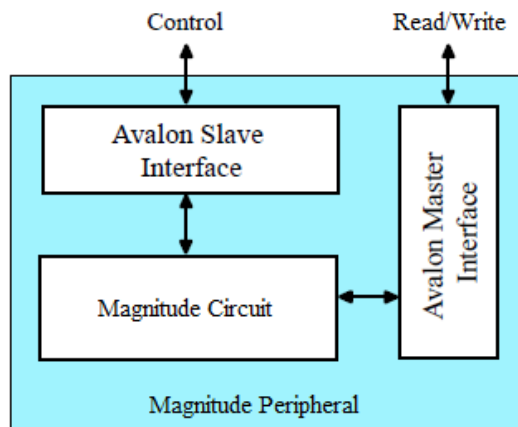 Control
Read/Write
Avalon Slave
Interface
Avalon Master
Interface
Magnitude Circuit
Magnitude Peripheral